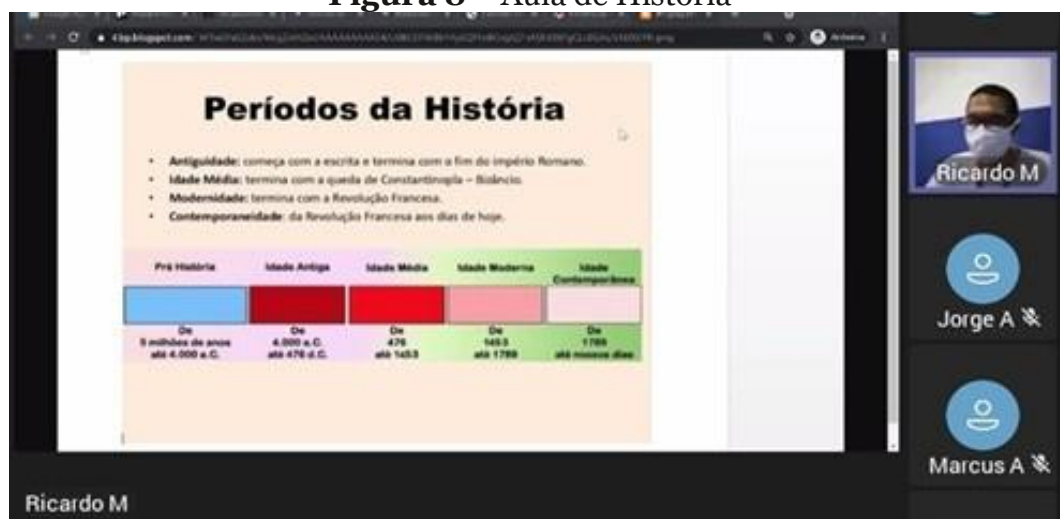 Figura 8 – Aula de História
Períodos da História
• Antiguidade: começa com a escrita e termina com o fim do império Romano.
• Idade Média: termina com a queda de Constantinopla – Bizâncio.
• Modernidade: termina com a Revolução Francesa.
• Contemporaneidade: da Revolução Francesa aos dias de hoje.
Pré História
Idade Antiga
Idade Média
Idade Moderna
Idade
Contemporânea
De
5 milhões de anos
até 4.000 a.C.
De
4.000 a.C.
até 476 d.C.
De
476
até 1453
De
1453
até 1789
De
1789
até nossos dias
Ricardo M
Jorge A
Marcus A
Ricardo M